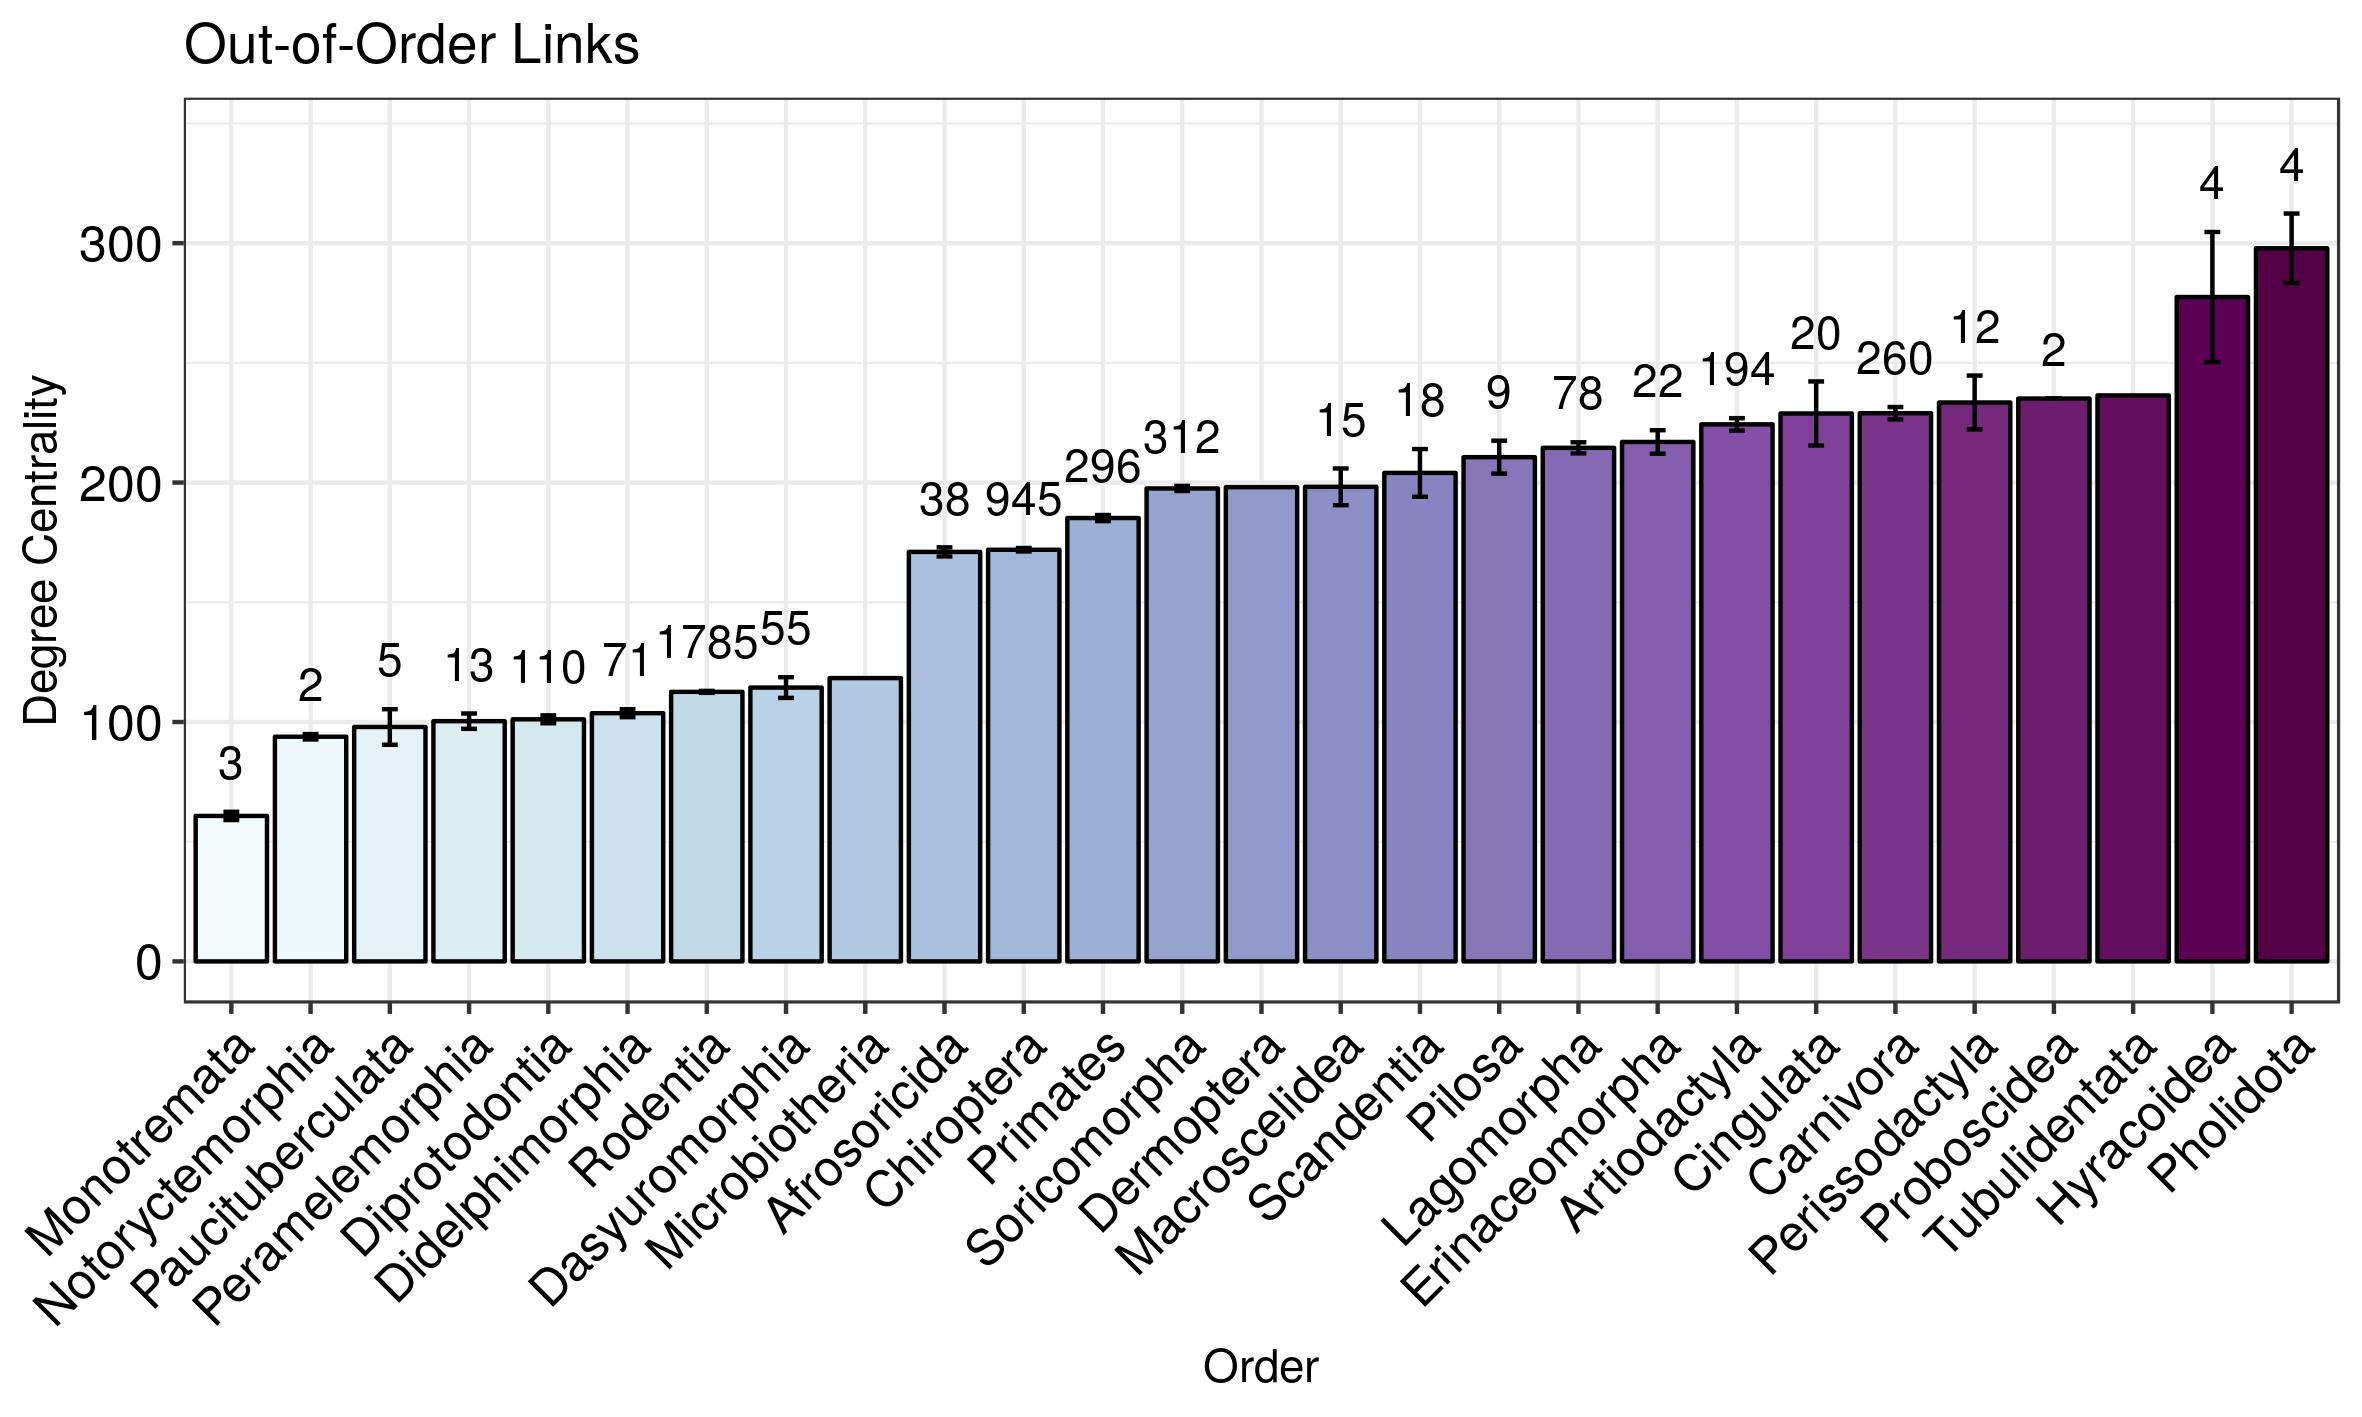 Out-of-Order Links
Degree Centrality
300
200
100
0
3
2
5
13
110
71
1785
55
38
945
296
312
15
18
9
78
22
194
20
260
12
2
4
4
Monotremata
Notoryctemorphia
Paucituberculata
Peramelemorphia
Diprotodontia
Didelphimorphia
Rodentia
Dasyuromorphia
Microbiotheria
Afrosoricida
Chiroptera
Primates
Soricomorpha
Dermoptera
Macroscelidea
Scandentia
Pilosa
Lagomorpha
Erinaceomorpha
Artiodactyla
Cingulata
Carnivora
Perissodactyla
Proboscidea
Tubulidentata
Hyracoidea
Pholidota
Order